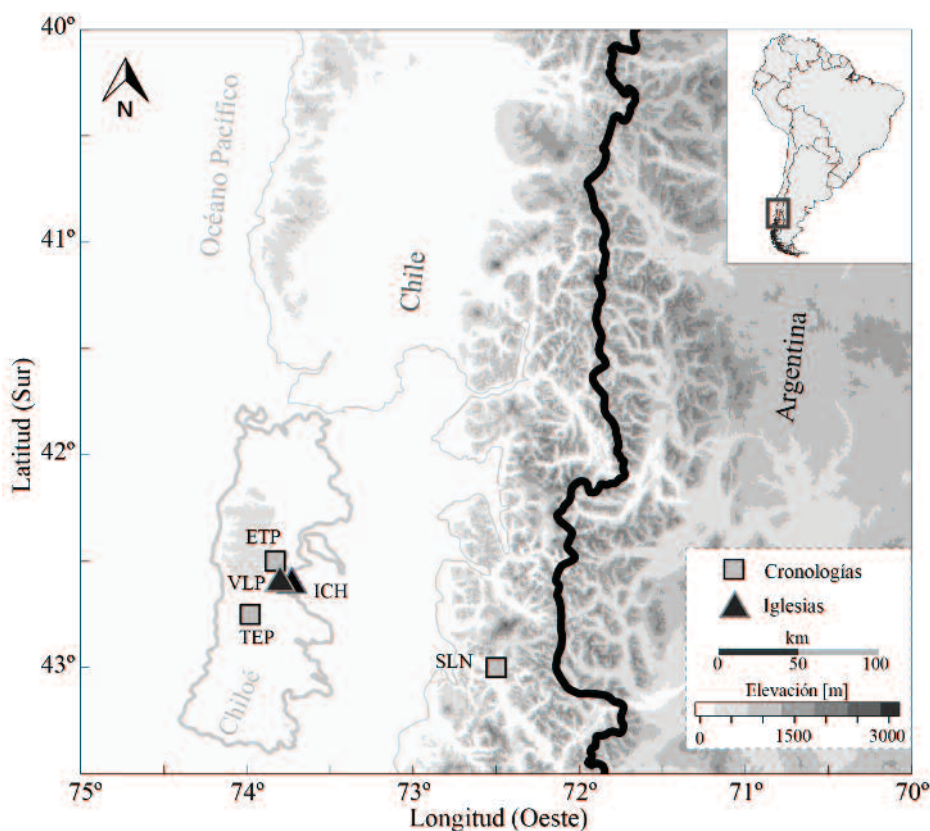 40º
41º
42º
43º
Latitud (Sur)
N
Océano Pacífico
Chile
Argentina
ETP
VLP
ICH
TEP
SLN
Chiloé
Cronologías
Iglesias
km
0 50 100
Elevación [m]
0 1500 3000
75º 74º 73º 72º 71º 70º
Longitud (Oeste)